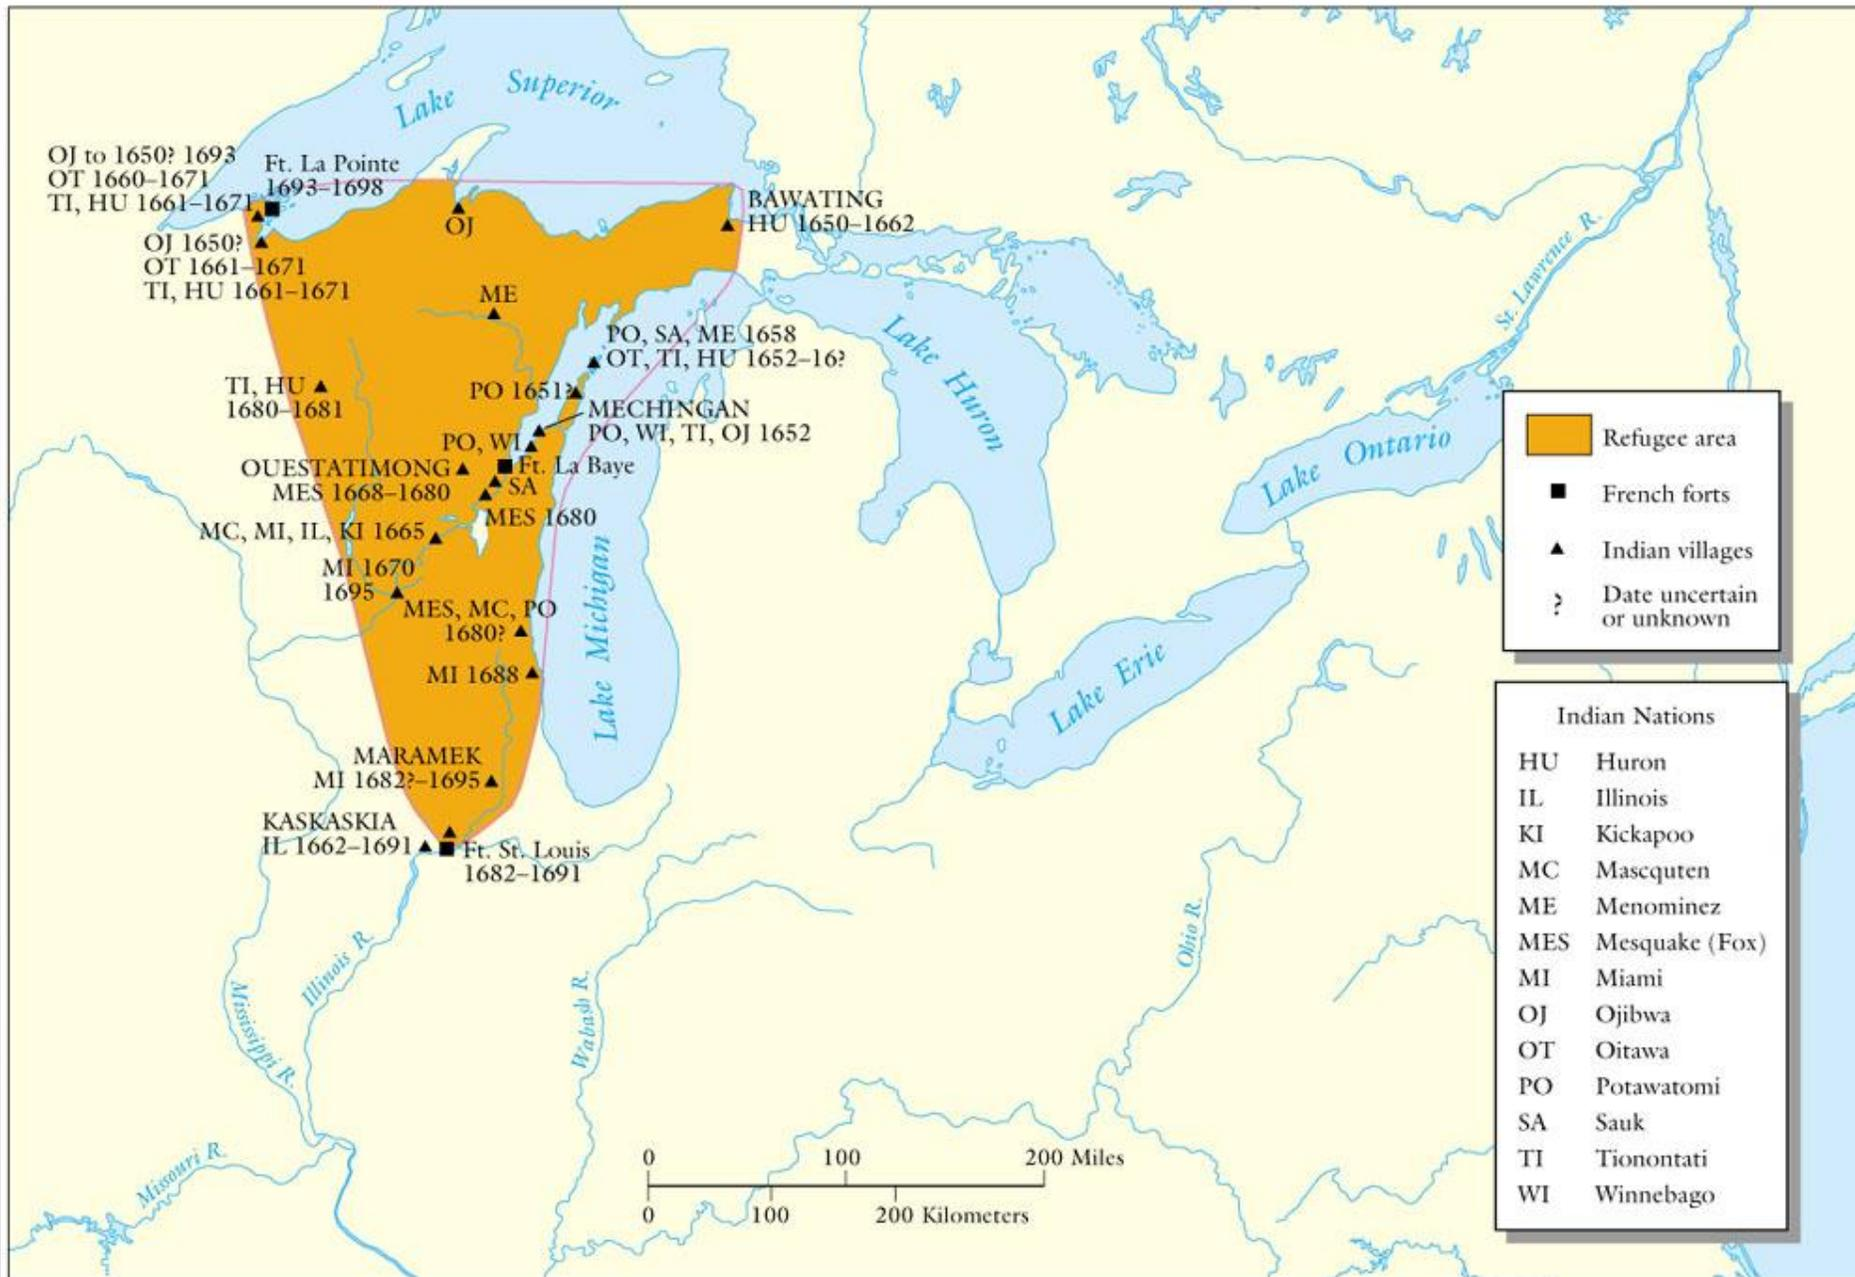 Lake Superior
OJ to 1650? 1693
OT 1660–1671
TI, HU 1661–1671
Ft. La Pointe
1693–1698
OJ 1650?
OT 1661–1671
TI, HU 1661–1671
OJ
BAWATING
HU 1650–1662
ME
PO, SA, ME 1658
OT, TI, HU 1652–16?
TI, HU
1680–1681
PO 1651?
MECHINGAN
PO, WI, TI, OJ 1652
PO, WI
OUESTATIMONG
MES 1668–1680
Ft. La Baye
SA
MES 1680
MC, MI, IL, KI 1665
MI 1670
1695
MES, MC, PO
1680?
MI 1688
MARAMEK
MI 1682?–1695
KASKASKIA
IL 1662–1691
Ft. St. Louis
1682–1691
Lake Michigan
Lake Huron
Lake Ontario
Lake Erie
St. Lawrence R.
Ohio R.
Wabash R.
Illinois R.
Mississippi R.
Missouri R.
0 100 200 Miles
0 100 200 Kilometers
Refugee area
French forts
Indian villages
? Date uncertain
or unknown
Indian Nations
HU Huron
IL Illinois
KI Kickapoo
MC Mascquten
ME Menominez
MES Mesquake (Fox)
MI Miami
OJ Ojibwa
OT Oitawa
PO Potawatomi
SA Sauk
TI Tionontati
WI Winnebago